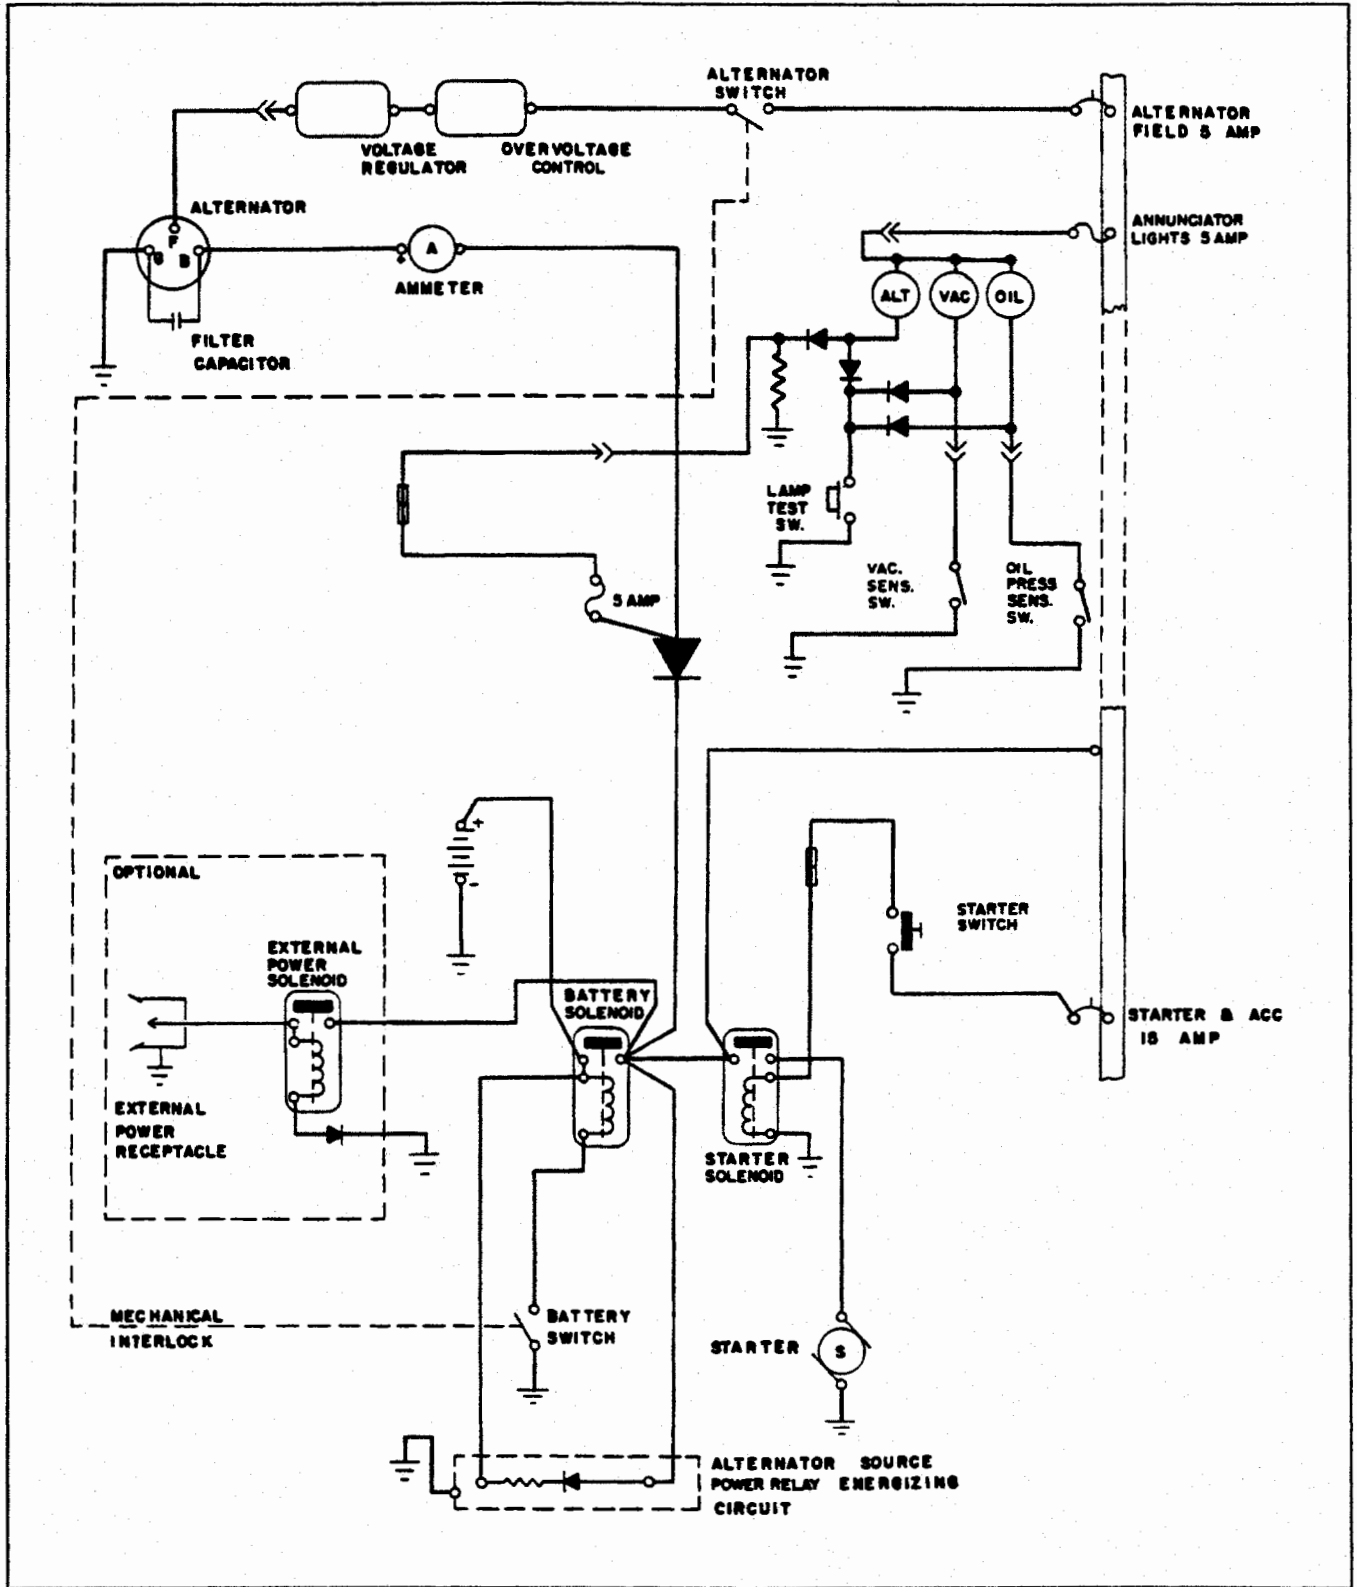 ALTERNATOR
SWITCH
ALTERNATOR
FIELD 5 AMP
VOLTAGE
REGULATOR
OVERVOLTAGE
CONTROL
ALTERNATOR
F
G
B
A
+
AMMETER
FILTER
CAPACITOR
ANNUNCIATOR
LIGHTS 5 AMP
ALT
VAC
OIL
LAMP
TEST
SW.
VAC.
SENS.
SW.
OIL
PRESS
SENS.
SW.
5 AMP
+
-
OPTIONAL
EXTERNAL
POWER
SOLENOID
BATTERY
SOLENOID
STARTER
SWITCH
STARTER & ACC
15 AMP
EXTERNAL
POWER
RECEPTACLE
STARTER
SOLENOID
MECHANICAL
INTERLOCK
BATTERY
SWITCH
STARTER
S
ALTERNATOR SOURCE
POWER RELAY ENERGIZING
CIRCUIT